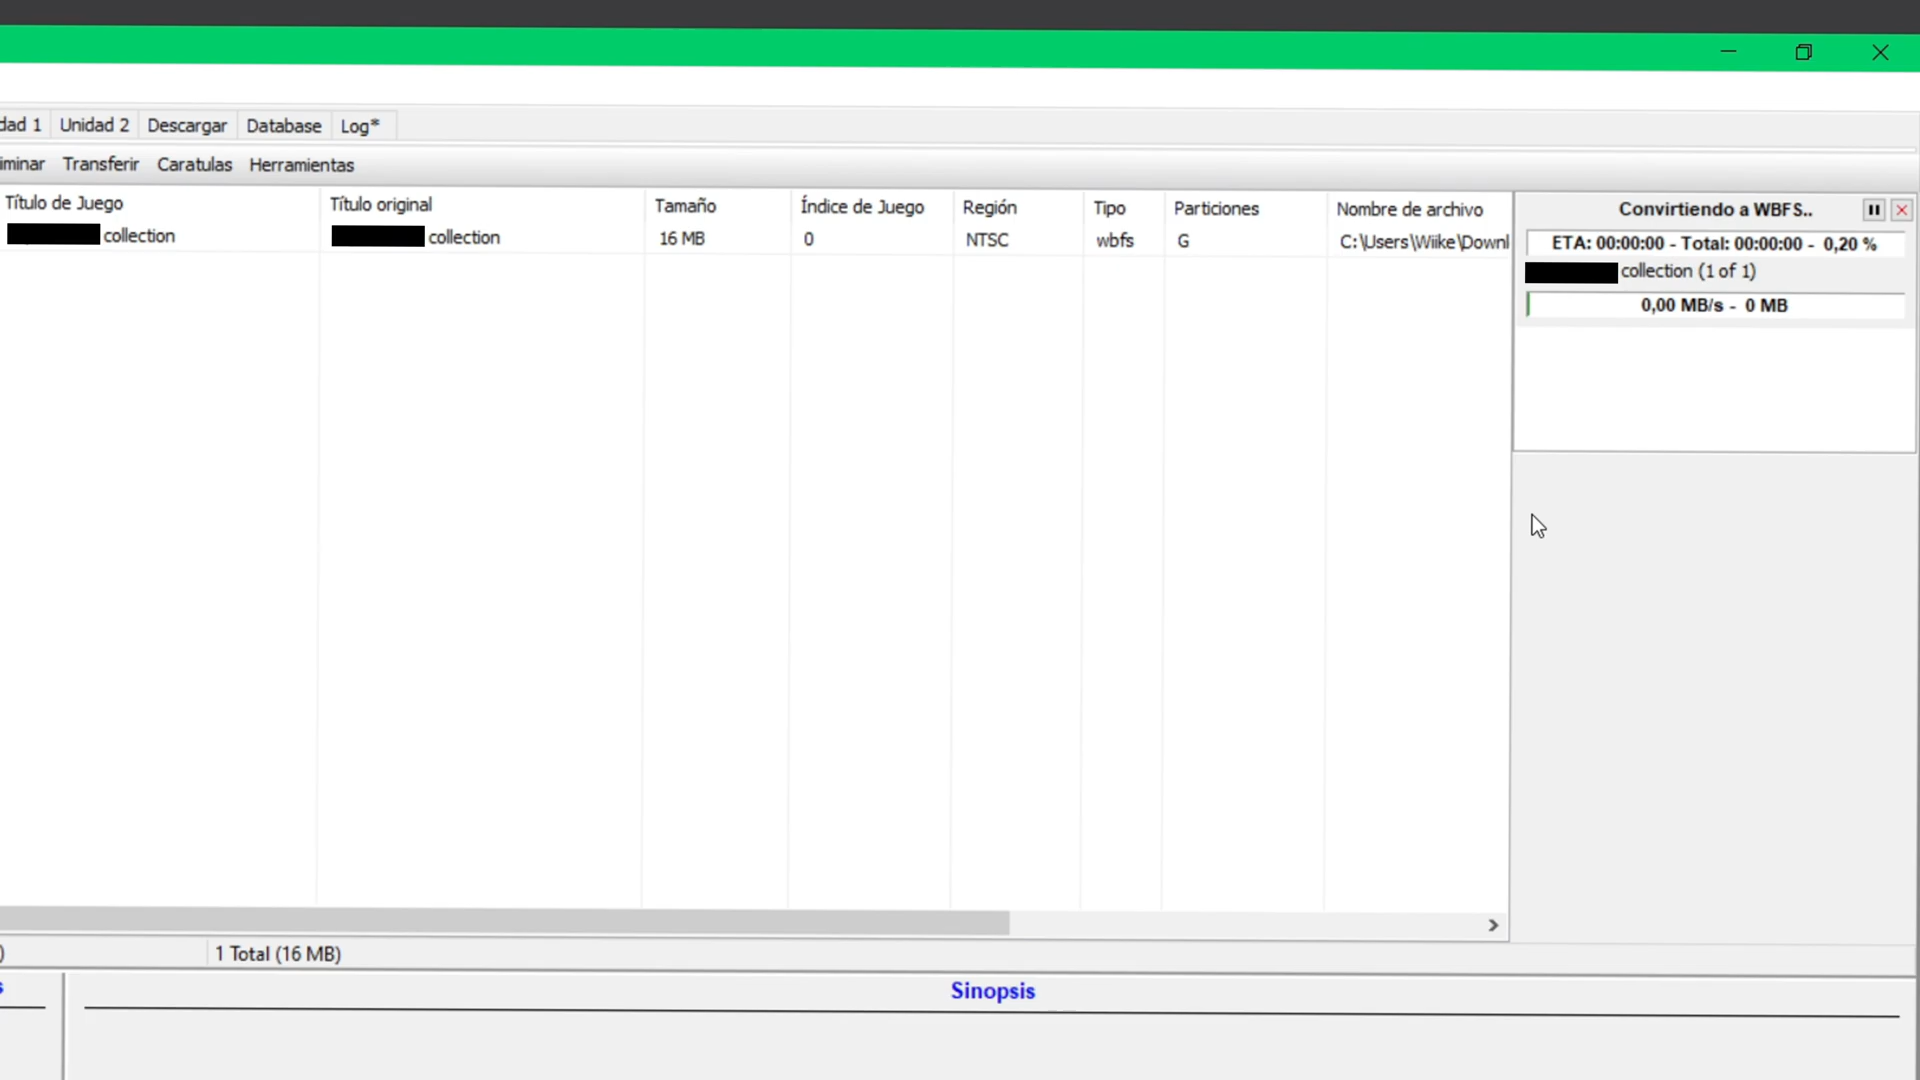 dad 1 Unidad 2 Descargar Database Log*
iminar Transferir Caratulas Herramientas
Título de Juego Título original Tamaño Índice de Juego Región Tipo Particiones Nombre de archivo
collection collection 16 MB 0 NTSC wbfs G C:\Users\Wiike\Downl
Convirtiendo a WBFS..
ETA: 00:00:00 - Total: 00:00:00 - 0,20 %
collection (1 of 1)
0,00 MB/s - 0 MB
) 1 Total (16 MB)
s Sinopsis